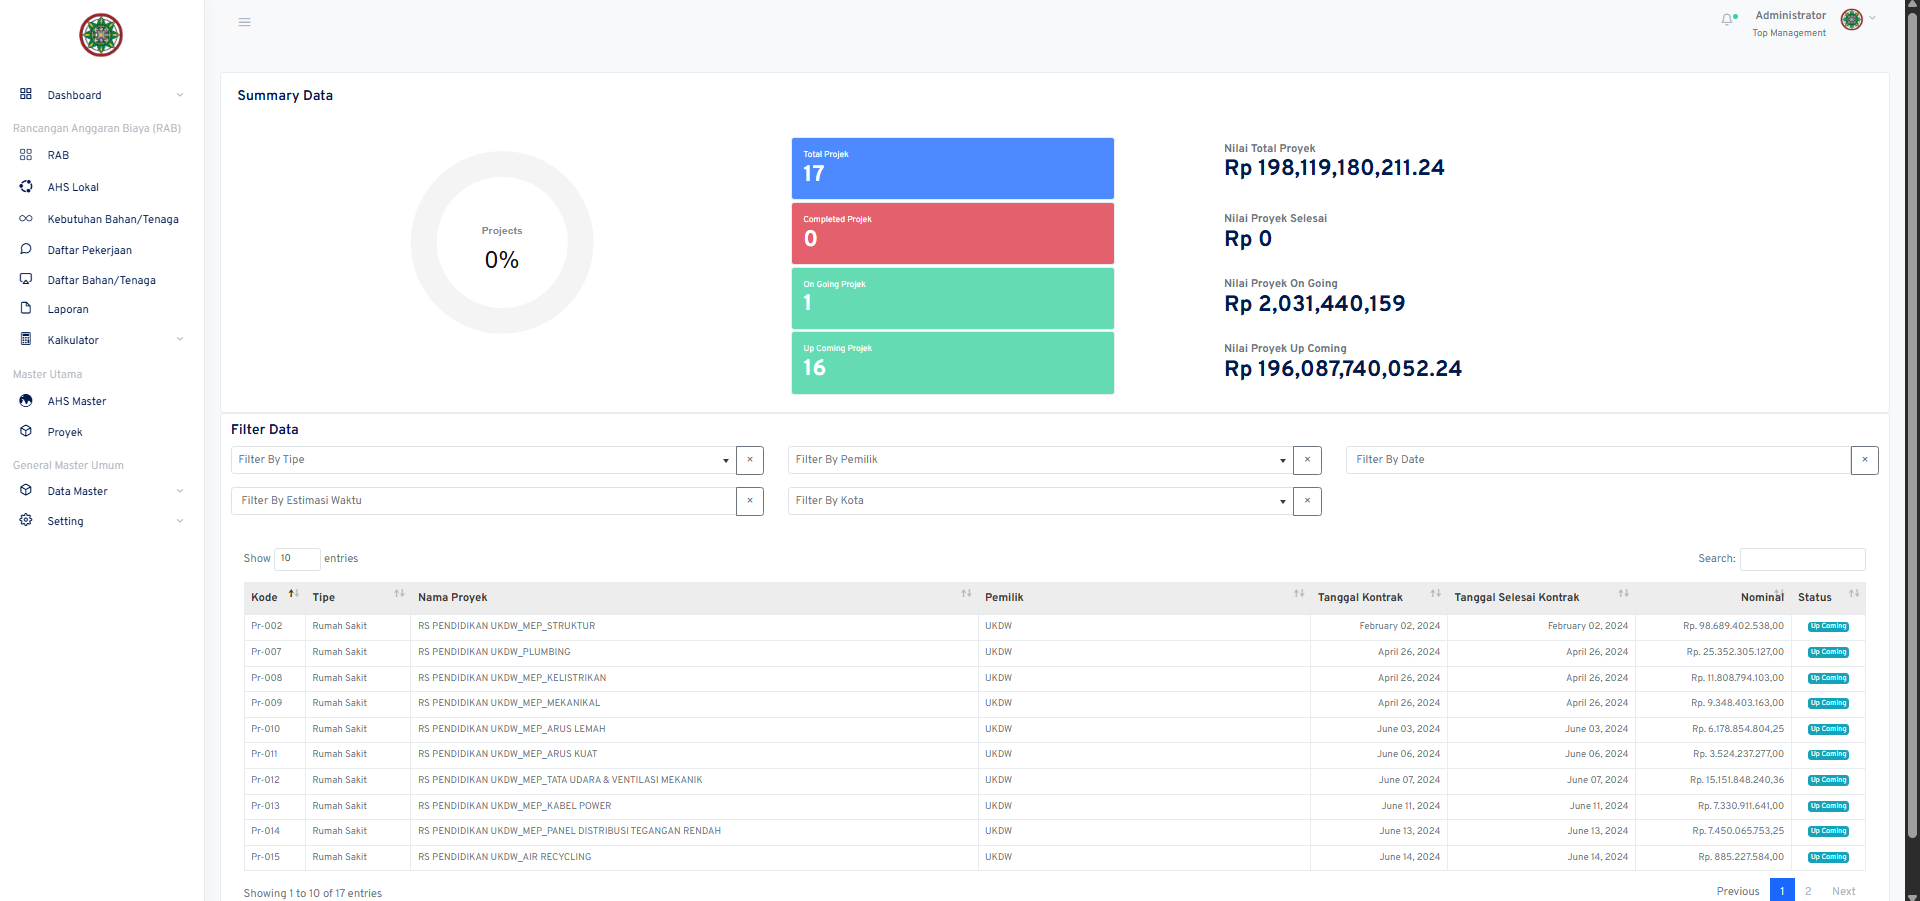 Administrator
Top Management
Dashboard
Rancangan Anggaran Biaya (RAB)
RAB
AHS Lokal
Kebutuhan Bahan/Tenaga
Daftar Pekerjaan
Daftar Bahan/Tenaga
Laporan
Kalkulator
Master Utama
AHS Master
Proyek
General Master Umum
Data Master
Setting
Summary Data
Projects
0%
Total Projek
17
Completed Projek
0
On Going Projek
1
Up Coming Projek
16
Nilai Total Proyek
Rp 198,119,180,211.24
Nilai Proyek Selesai
Rp 0
Nilai Proyek On Going
Rp 2,031,440,159
Nilai Proyek Up Coming
Rp 196,087,740,052.24
Filter Data
Filter By Tipe × Filter By Pemilik × Filter By Date ×
Filter By Estimasi Waktu × Filter By Kota ×
Show 10 entries Search:
Kode Tipe Nama Proyek Pemilik Tanggal Kontrak Tanggal Selesai Kontrak Nominal Status
Pr-002 Rumah Sakit RS PENDIDIKAN UKDW_MEP_STRUKTUR UKDW February 02, 2024 February 02, 2024 Rp. 98.689.402.538,00 Up Coming
Pr-007 Rumah Sakit RS PENDIDIKAN UKDW_PLUMBING UKDW April 26, 2024 April 26, 2024 Rp. 25.352.305.127,00 Up Coming
Pr-008 Rumah Sakit RS PENDIDIKAN UKDW_MEP_KELISTRIKAN UKDW April 26, 2024 April 26, 2024 Rp. 11.808.794.103,00 Up Coming
Pr-009 Rumah Sakit RS PENDIDIKAN UKDW_MEP_MEKANIKAL UKDW April 26, 2024 April 26, 2024 Rp. 9.348.403.163,00 Up Coming
Pr-010 Rumah Sakit RS PENDIDIKAN UKDW_MEP_ARUS LEMAH UKDW June 03, 2024 June 03, 2024 Rp. 6.178.854.804,25 Up Coming
Pr-011 Rumah Sakit RS PENDIDIKAN UKDW_MEP_ARUS KUAT UKDW June 06, 2024 June 06, 2024 Rp. 3.524.237.277,00 Up Coming
Pr-012 Rumah Sakit RS PENDIDIKAN UKDW_MEP_TATA UDARA & VENTILASI MEKANIK UKDW June 07, 2024 June 07, 2024 Rp. 15.151.848.240,36 Up Coming
Pr-013 Rumah Sakit RS PENDIDIKAN UKDW_MEP_KABEL POWER UKDW June 11, 2024 June 11, 2024 Rp. 7.330.911.641,00 Up Coming
Pr-014 Rumah Sakit RS PENDIDIKAN UKDW_MEP_PANEL DISTRIBUSI TEGANGAN RENDAH UKDW June 13, 2024 June 13, 2024 Rp. 7.450.065.753,25 Up Coming
Pr-015 Rumah Sakit RS PENDIDIKAN UKDW_AIR RECYCLING UKDW June 14, 2024 June 14, 2024 Rp. 885.227.584,00 Up Coming
Showing 1 to 10 of 17 entries Previous 1 2 Next